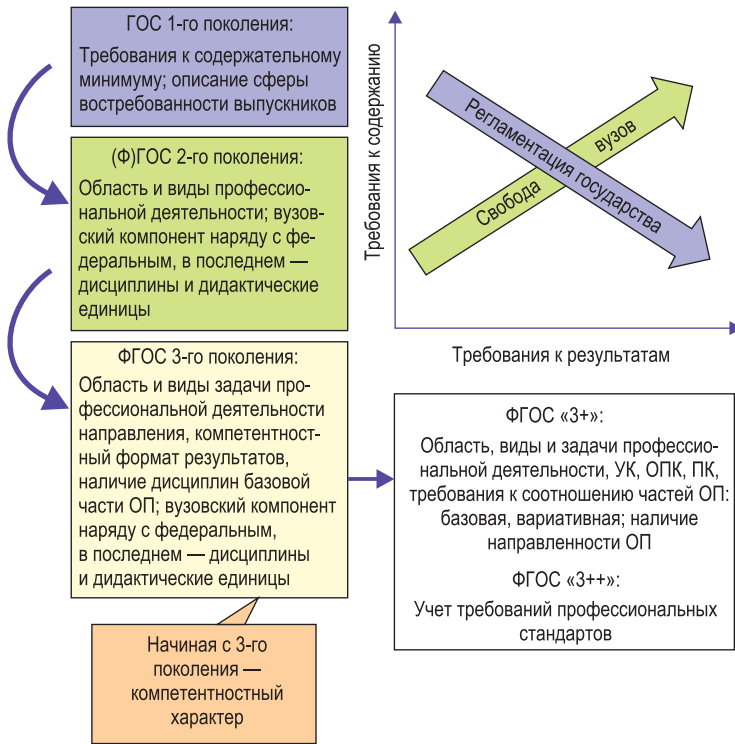 ГОС 1-го поколения:
Требования к содержательному
минимуму; описание сферы
востребованности выпускников
(Ф)ГОС 2-го поколения:
Область и виды профессио-
нальной деятельности; вузов-
ский компонент наряду с фе-
деральным, в последнем —
дисциплины и дидактические
единицы
ФГОС 3-го поколения:
Область и виды задачи про-
фессиональной деятельности
направления, компетентност-
ный формат результатов,
наличие дисциплин базовой
части ОП; вузовский компонент
наряду с федеральным,
в последнем — дисциплины
и дидактические единицы
Начиная с 3-го
поколения —
компетентностный
характер
Требования к содержанию
Регламентация государства
Свобода вузов
Требования к результатам
ФГОС «3+»:
Область, виды и задачи профессио-
нальной деятельности, УК, ОПК, ПК,
требования к соотношению частей ОП:
базовая, вариативная; наличие
направленности ОП
ФГОС «3++»:
Учет требований профессиональных
стандартов